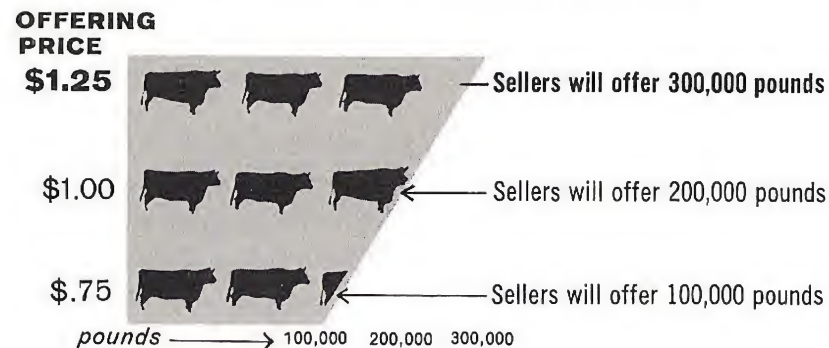 OFFERING
PRICE
$1.25 Sellers will offer 300,000 pounds
$1.00 Sellers will offer 200,000 pounds
$.75 Sellers will offer 100,000 pounds
pounds 100,000 200,000 300,000